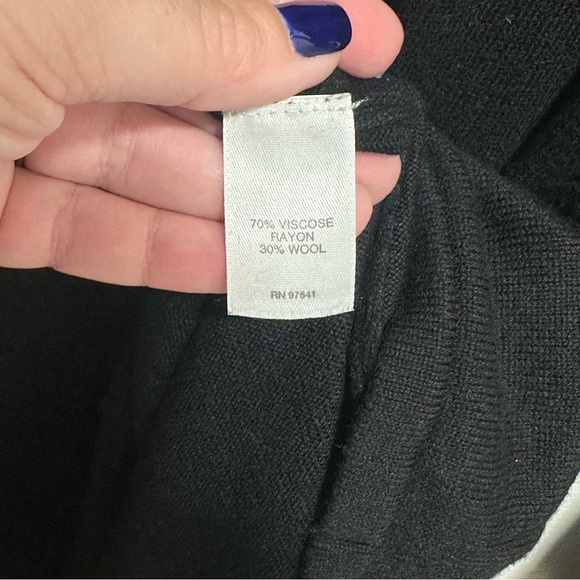 70% VISCOSE
RAYON
30% WOOL
RN 97641